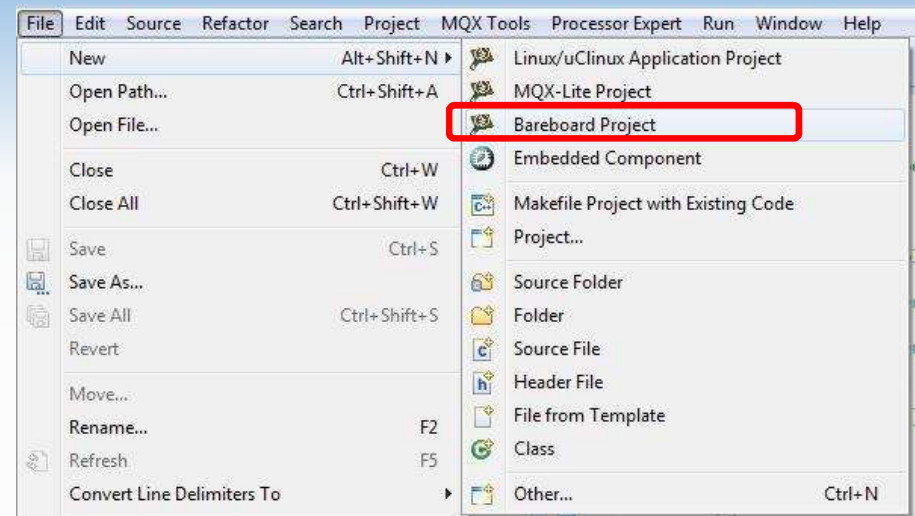 File Edit Source Refactor Search Project MQX Tools Processor Expert Run Window Help
New Alt+Shift+N
Open Path... Ctrl+Shift+A
Open File...
Close Ctrl+W
Close All Ctrl+Shift+W
Save Ctrl+S
Save As...
Save All Ctrl+Shift+S
Revert
Move...
Rename... F2
Refresh F5
Convert Line Delimiters To
Linux/uClinux Application Project
MQX-Lite Project
Bareboard Project
Embedded Component
Makefile Project with Existing Code
Project...
Source Folder
Folder
Source File
Header File
File from Template
Class
Other... Ctrl+N